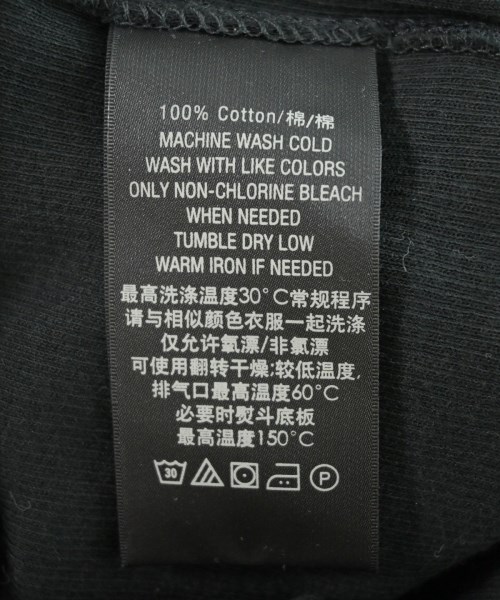 100% Cotton/棉/棉
MACHINE WASH COLD
WASH WITH LIKE COLORS
ONLY NON-CHLORINE BLEACH
WHEN NEEDED
TUMBLE DRY LOW
WARM IRON IF NEEDED
最高洗涤温度30°C常规程序
请与相似颜色衣服一起洗涤
仅允许氧漂/非氯漂
可使用翻转干燥;较低温度,
排气口最高温度60°C
必要时熨斗底板
最高温度150°C
30 P